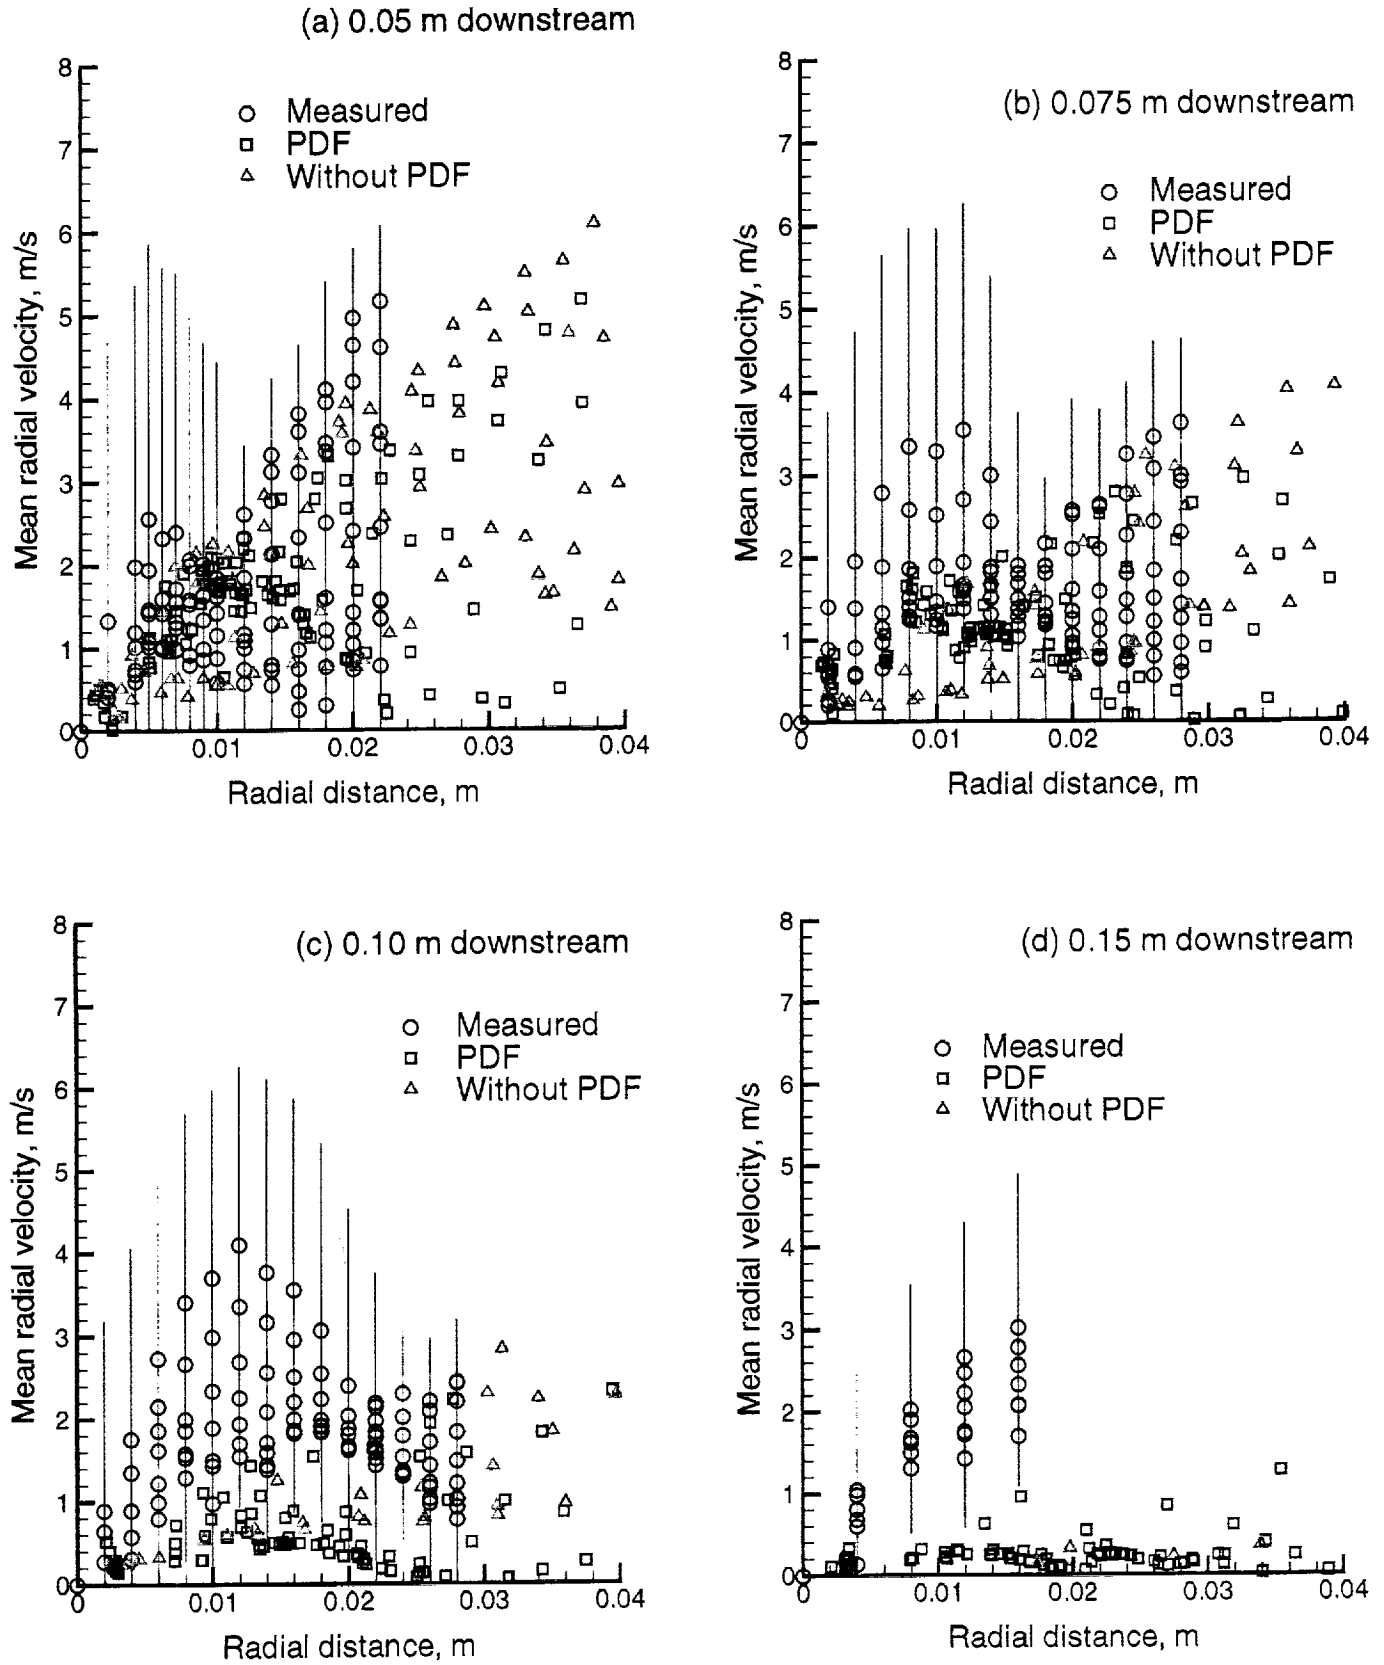 (a) 0.05 m downstream
8
7
6
5
4
3
2
1
0
Mean radial velocity, m/s
Measured
PDF
Without PDF
0 0.01 0.02 0.03 0.04
Radial distance, m
(b) 0.075 m downstream
8
7
6
5
4
3
2
1
0
Mean radial velocity, m/s
Measured
PDF
Without PDF
0 0.01 0.02 0.03 0.04
Radial distance, m
(c) 0.10 m downstream
8
7
6
5
4
3
2
1
0
Mean radial velocity, m/s
Measured
PDF
Without PDF
0 0.01 0.02 0.03 0.04
Radial distance, m
(d) 0.15 m downstream
8
7
6
5
4
3
2
1
0
Mean radial velocity, m/s
Measured
PDF
Without PDF
0 0.01 0.02 0.03 0.04
Radial distance, m